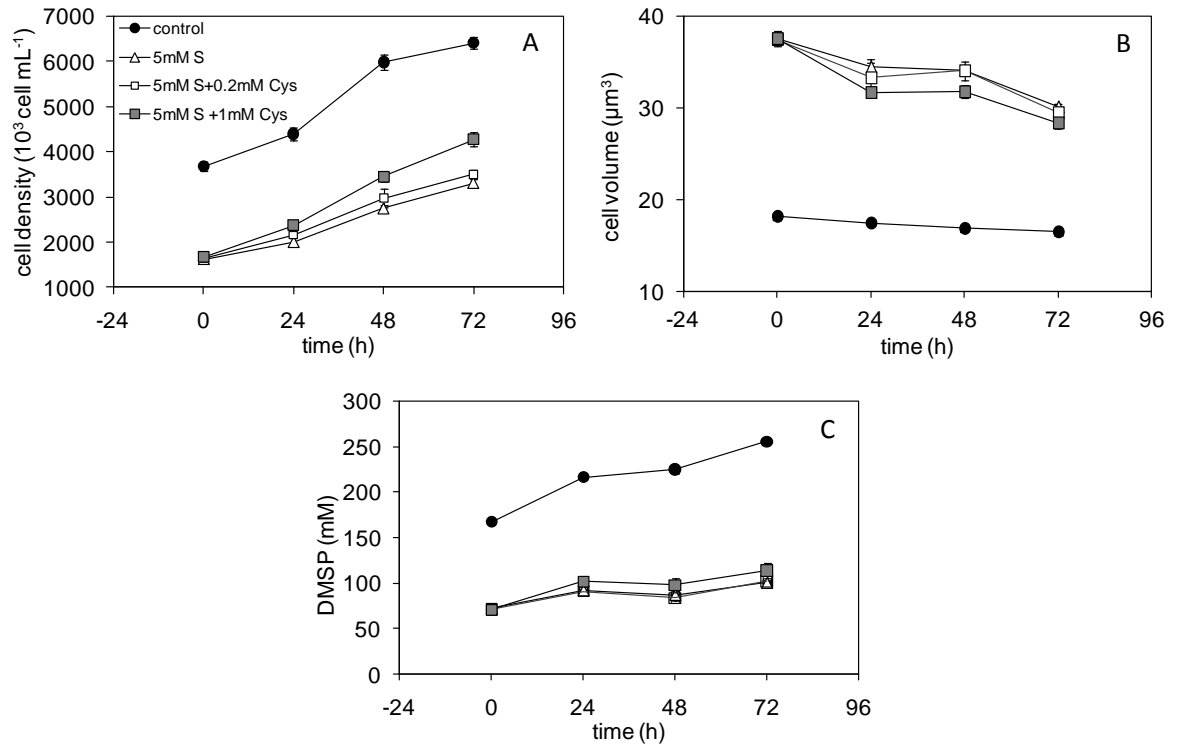 A
cell density (10³ cell mL⁻¹)
7000
6000
5000
4000
3000
2000
1000
control
5mM S
5mM S+0.2mM Cys
5mM S +1mM Cys
-24 0 24 48 72 96
time (h)
B
cell volume (µm³)
40
30
20
10
-24 0 24 48 72 96
time (h)
C
DMSP (mM)
300
250
200
150
100
50
0
-24 0 24 48 72 96
time (h)